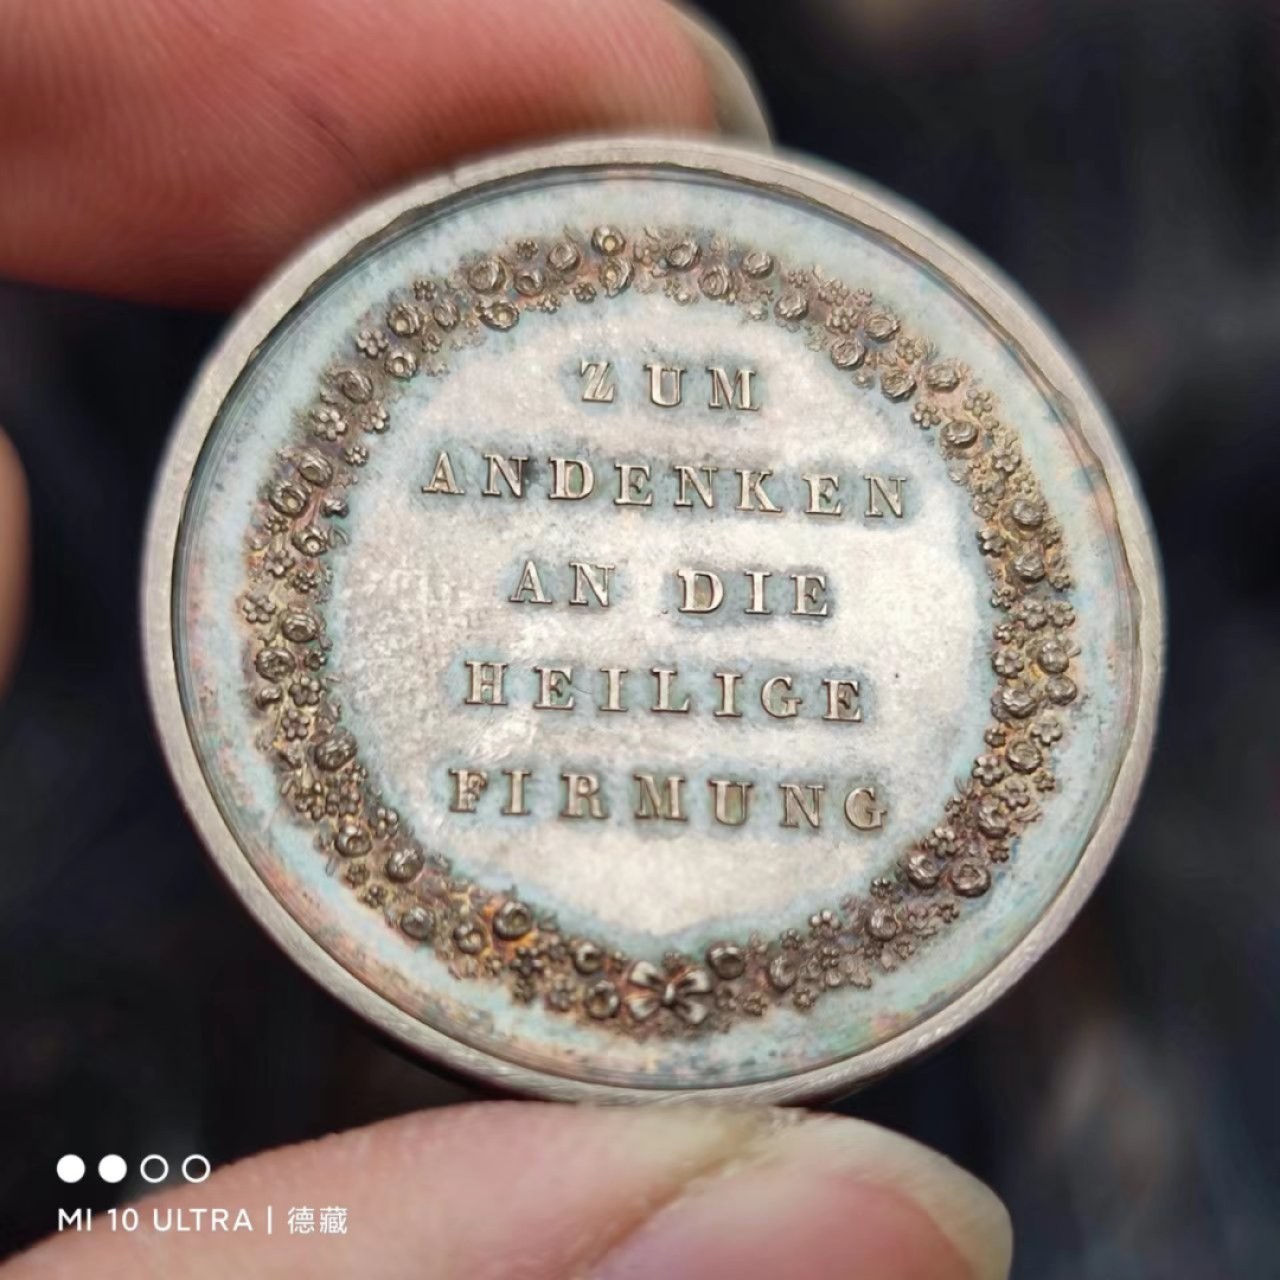 ZUM
ANDENKEN
AN DIE
HEILIGE
FIRMUNG
MI 10 ULTRA | 德藏